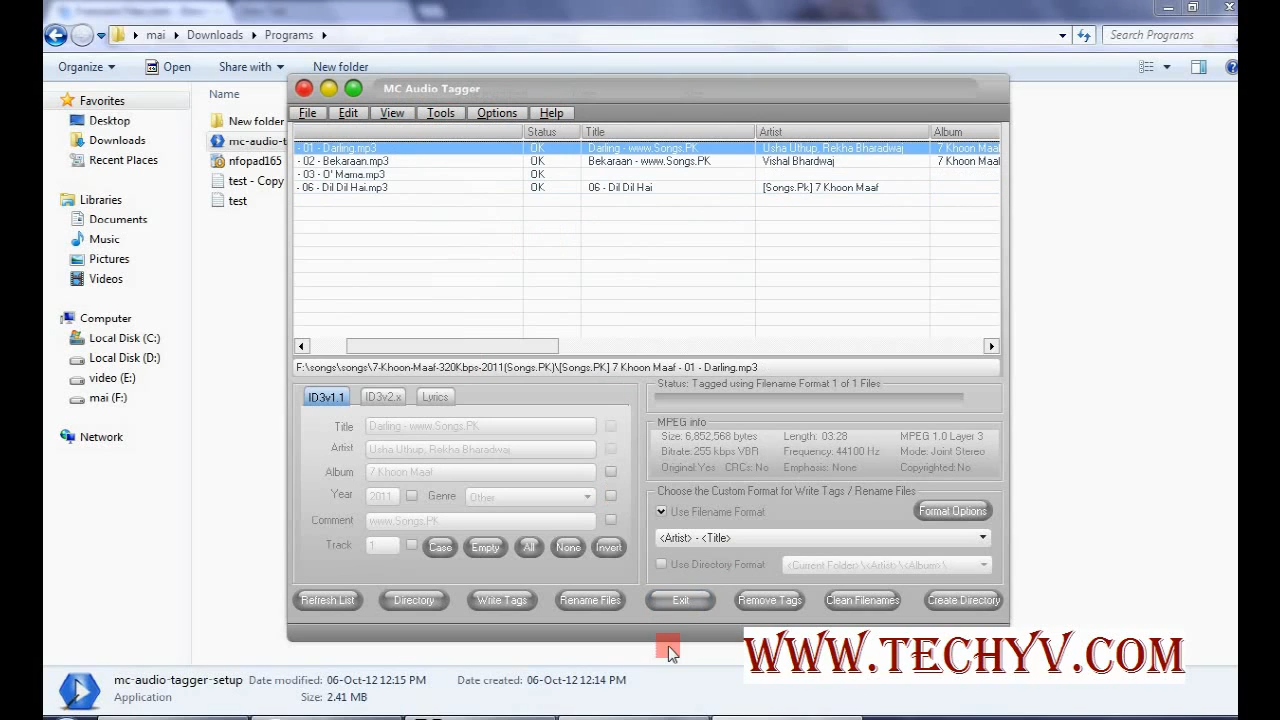 mai Downloads Programs Search Programs
Organize Open Share with New folder
Favorites
Desktop
Downloads
Recent Places
Libraries
Documents
Music
Pictures
Videos
Computer
Local Disk (C:)
Local Disk (D:)
video (E:)
mai (F:)
Network
Name
New folder
mc-audio-t
nfopad165
test - Copy
test
MC Audio Tagger
File Edit View Tools Options Help
Status Title Artist Album
- 01 - Darling.mp3 OK Darling - www.Songs.PK Usha Uthup, Rekha Bharadwaj 7 Khoon Maa
- 02 - Bekaraan.mp3 OK Bekaraan - www.Songs.PK Vishal Bhardwaj 7 Khoon Maa
- 03 - O' Mama.mp3 OK
- 06 - Dil Dil Hai.mp3 OK 06 - Dil Dil Hai [Songs.Pk] 7 Khoon Maaf
F:\songs\songs\7-Khoon-Maaf-320Kbps-2011(Songs.PK)\[Songs.PK] 7 Khoon Maaf - 01 - Darling.mp3
ID3v1.1 ID3v2.x Lyrics
Title Darling - www.Songs.PK
Artist Usha Uthup, Rekha Bharadwaj
Album 7 Khoon Maaf
Year 2011 Genre Other
Comment www.Songs.PK
Track 1 Case Empty All None Invert
Status: Tagged using Filename Format 1 of 1 Files
MPEG info
Size: 6,852,568 bytes Length: 03.28 MPEG 1.0 Layer 3
Bitrate: 255 kbps VBR Frequency: 44100 Hz Mode: Joint Stereo
Original:Yes CRCs: No Emphasis: None Copyrighted: No
Choose the Custom Format for Write Tags / Rename Files
Use Filename Format Format Options
<Artist> - <Title>
Use Directory Format <Current Folder>\<Artist>\<Album>\
Refresh List Directory Write Tags Rename Files Exit Remove Tags Clean Filenames Create Directory
WWW.TECHYV.COM
mc-audio-tagger-setup Date modified: 06-Oct-12 12:15 PM Date created: 06-Oct-12 12:14 PM
Application Size: 2.41 MB